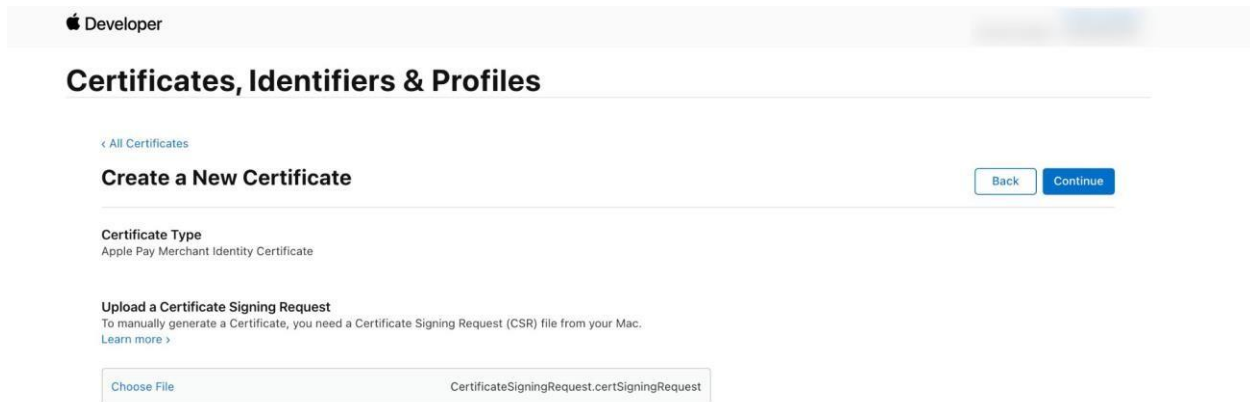 Developer
Certificates, Identifiers & Profiles
‹ All Certificates
Create a New Certificate
Back
Continue
Certificate Type
Apple Pay Merchant Identity Certificate
Upload a Certificate Signing Request
To manually generate a Certificate, you need a Certificate Signing Request (CSR) file from your Mac.
Learn more ›
Choose File
CertificateSigningRequest.certSigningRequest